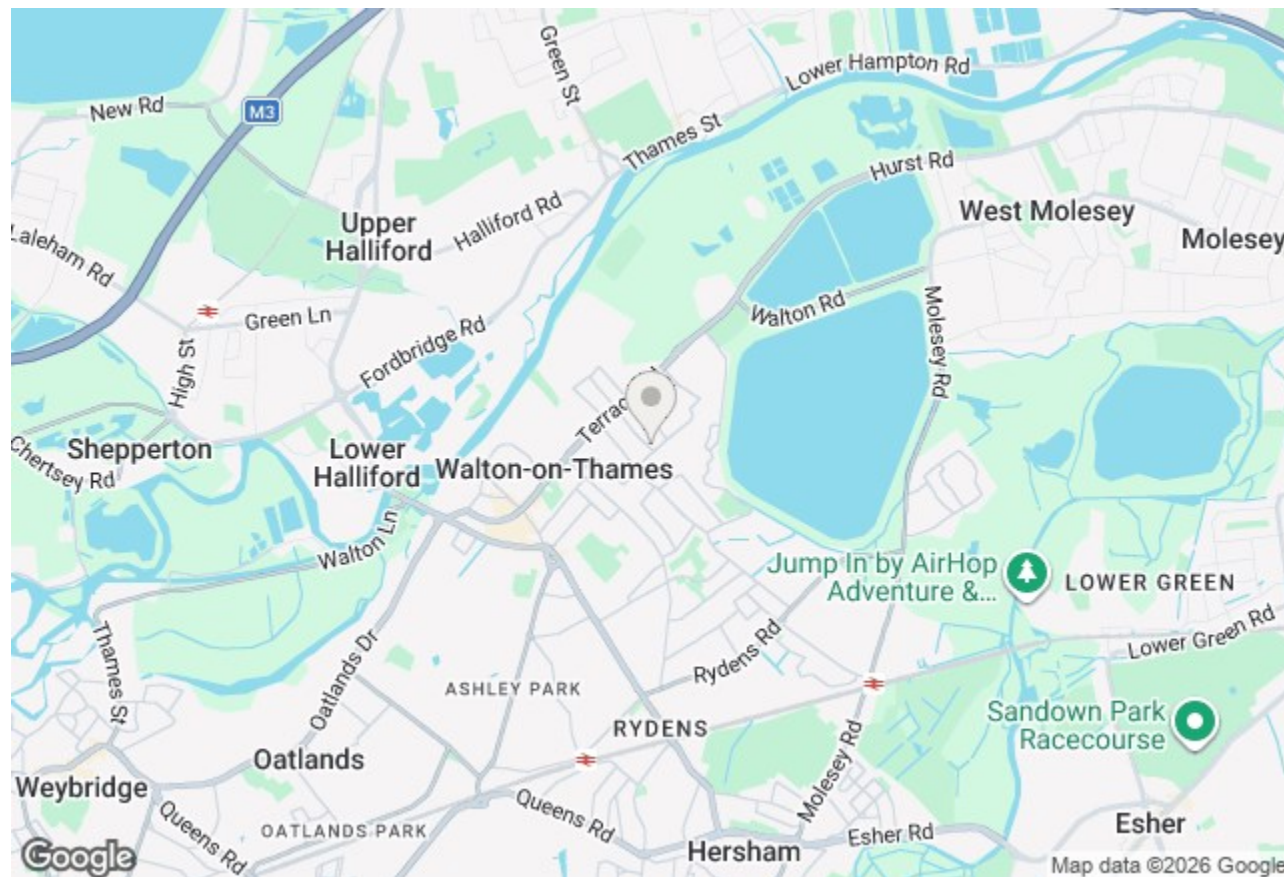 Green St
Lower Hampton Rd
New Rd
M3
Thames St
Hurst Rd
Upper
Halliford
Halliford Rd
West Molesey
Molesey
Laleham Rd
Green Ln
Walton Rd
Molesey Rd
Fordbridge Rd
High St
Shepperton
Chertsey Rd
Lower
Halliford
Walton-on-Thames
Walton Ln
Jump In by AirHop
Adventure &...
LOWER GREEN
Lower Green Rd
Thames St
Oatlands Dr
Rydens Rd
ASHLEY PARK
RYDENS
Sandown Park
Racecourse
Molesey Rd
Oatlands
Weybridge
Queens Rd
OATLANDS PARK
Queens Rd
Hersham
Esher Rd
Esher
Google
Map data ©2026 Google